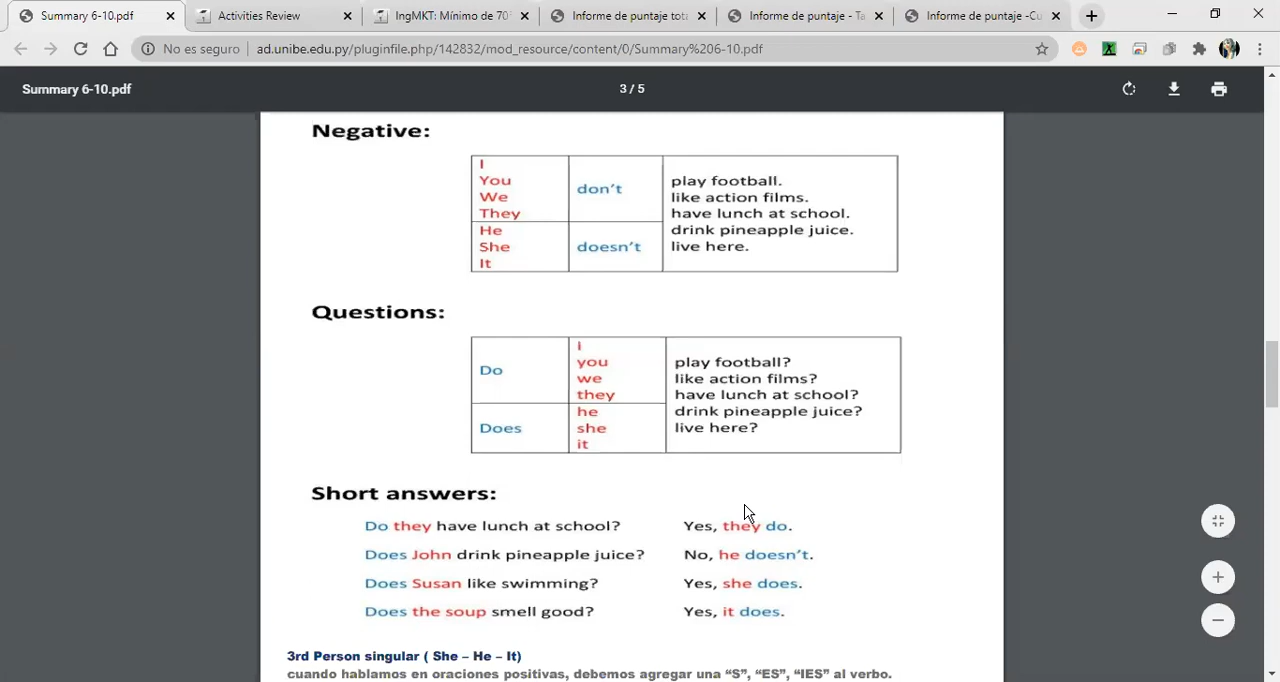 Summary 6-10.pdf
Activities Review
IngMKT: Mínimo de 70
Informe de puntaje tota
Informe de puntaje - Ta
Informe de puntaje -Cu
No es seguro
ad.unibe.edu.py/pluginfile.php/142832/mod_resource/content/0/Summary%206-10.pdf
Summary 6-10.pdf
3 / 5
Negative:
I
You
We
They
don't
He
She
It
doesn't
play football.
like action films.
have lunch at school.
drink pineapple juice.
live here.
Questions:
Do
I
you
we
they
Does
he
she
it
play football?
like action films?
have lunch at school?
drink pineapple juice?
live here?
Short answers:
Do they have lunch at school? Yes, they do.
Does John drink pineapple juice? No, he doesn't.
Does Susan like swimming? Yes, she does.
Does the soup smell good? Yes, it does.
3rd Person singular ( She – He – It)
cuando hablamos en oraciones positivas, debemos agregar una "S", "ES", "IES" al verbo.